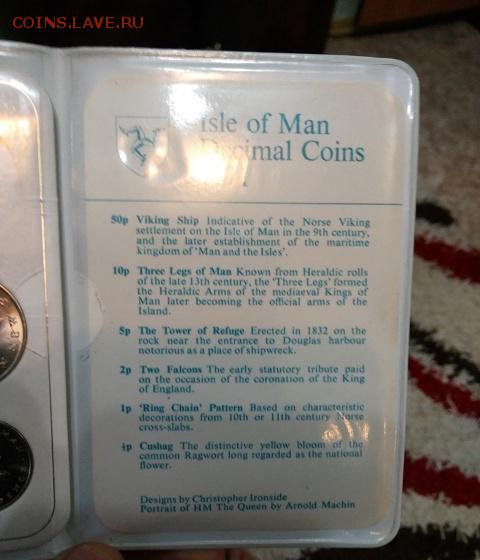 COINS.LAVE.RU
Isle of Man
Decimal Coins
50p Viking Ship Indicative of the Norse Viking
settlement on the Isle of Man in the 9th century,
and the later establishment of the maritime
kingdom of 'Man and the Isles'.
10p Three Legs of Man Known from Heraldic rolls
of the late 13th century, the 'Three Legs' formed
the Heraldic Arms of the mediaeval Kings of
Man later becoming the official arms of the
Island.
5p The Tower of Refuge Erected in 1832 on the
rock near the entrance to Douglas harbour
notorious as a place of shipwreck.
2p Two Falcons The early statutory tribute paid
on the occasion of the coronation of the King
of England.
1p 'Ring Chain' Pattern Based on characteristic
decorations from 10th or 11th century Norse
cross-slabs.
½p Cushag The distinctive yellow bloom of the
common Ragwort long regarded as the national
flower.
Designs by Christopher Ironside
Portrait of HM The Queen by Arnold Machin